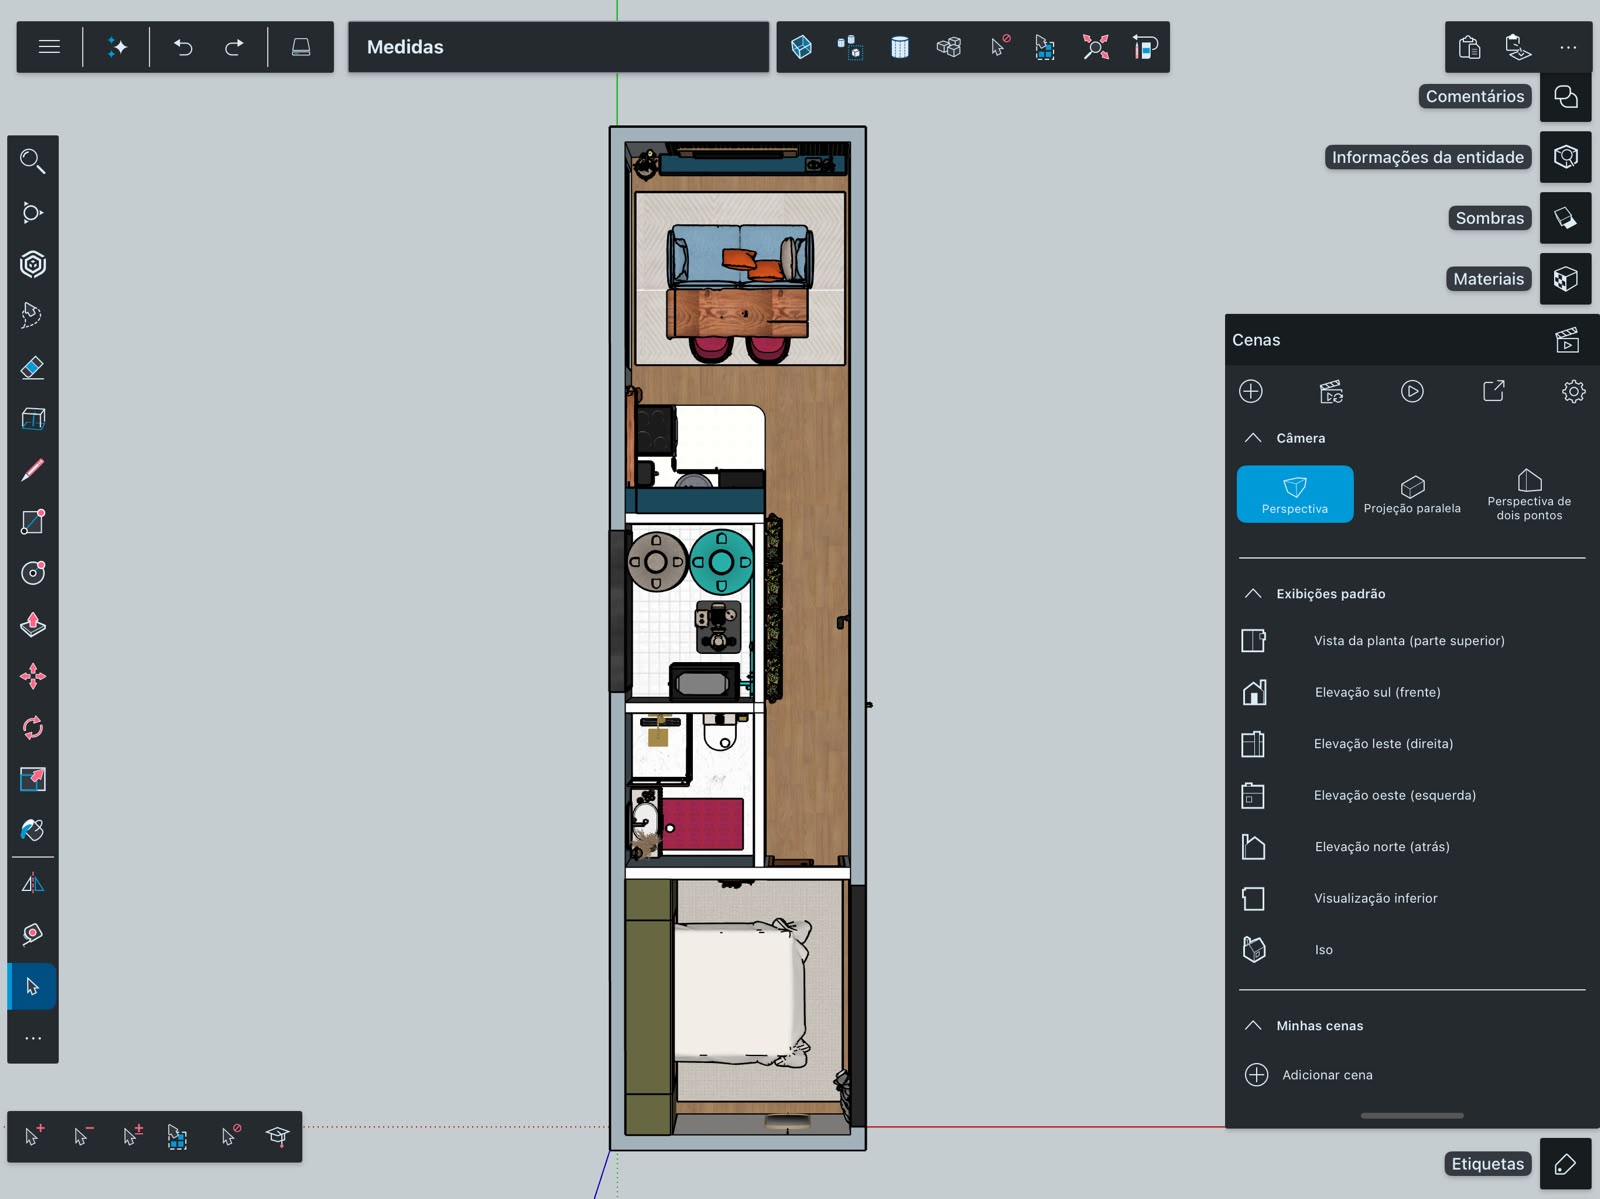 Medidas
Comentários
Informações da entidade
Sombras
Materiais
Cenas
Câmera
Perspectiva
Projeção paralela
Perspectiva de
dois pontos
Exibições padrão
Vista da planta (parte superior)
Elevação sul (frente)
Elevação leste (direita)
Elevação oeste (esquerda)
Elevação norte (atrás)
Visualização inferior
Iso
Minhas cenas
Adicionar cena
Etiquetas